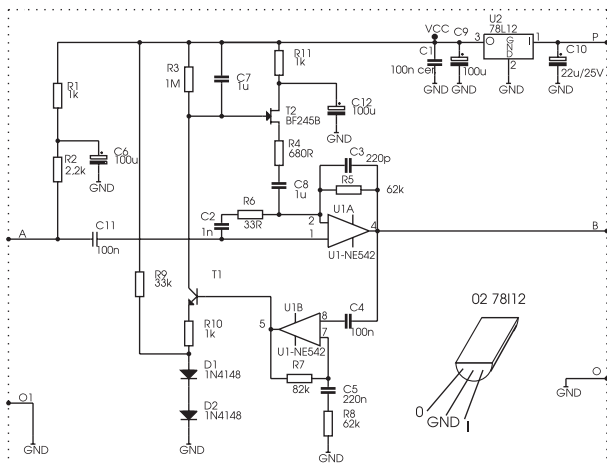 U2
78L12
VCC
C9
3
O
GND
I
1
P
R11
1k
C10
2
R3
1M
C1
100n cer.
100u
22u/25V
C7
1u
R1
1k
GND
GND
GND
GND
C12
100u
T2
BF245B
GND
C6
100u
R4
680R
C3
220p
R2
2.2k
GND
R5
62k
C8
1u
R6
C2
33R
U1A
1n
2
4
A
C11
B
1
100n
U1-NE542
T1
R9
33k
02 78l12
U1B
C4
8
5
R10
1k
7
100n
U1-NE542
D1
1N4148
R7
82k
C5
220n
O
O1
D2
1N4148
GND
R8
62k
O
GND
I
GND
GND
GND